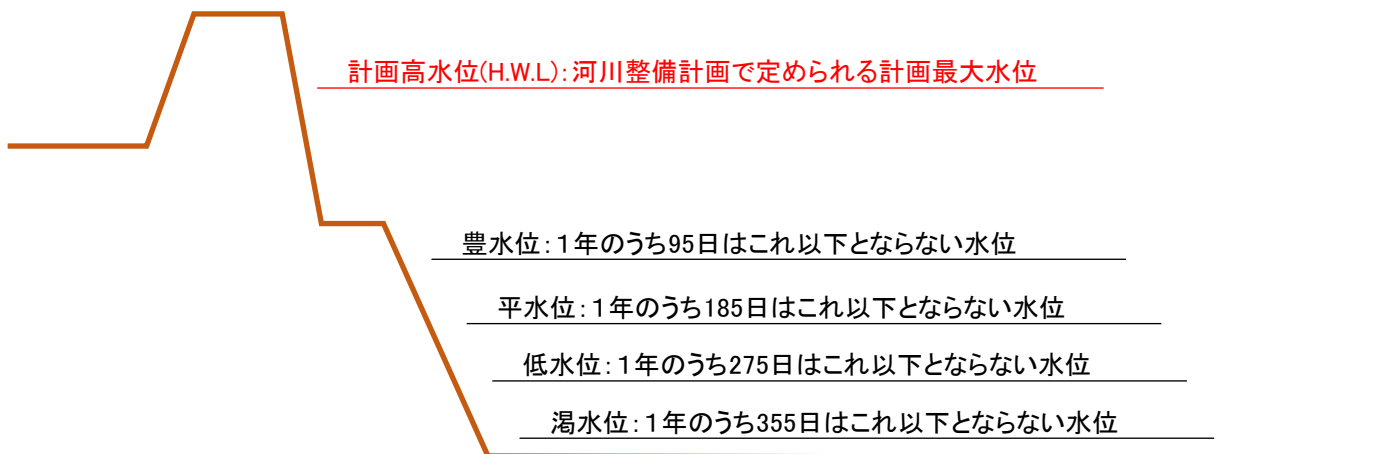 計画高水位(H.W.L):河川整備計画で定められる計画最大水位
豊水位:1年のうち95日はこれ以下とならない水位
平水位:1年のうち185日はこれ以下とならない水位
低水位:1年のうち275日はこれ以下とならない水位
渇水位:1年のうち355日はこれ以下とならない水位